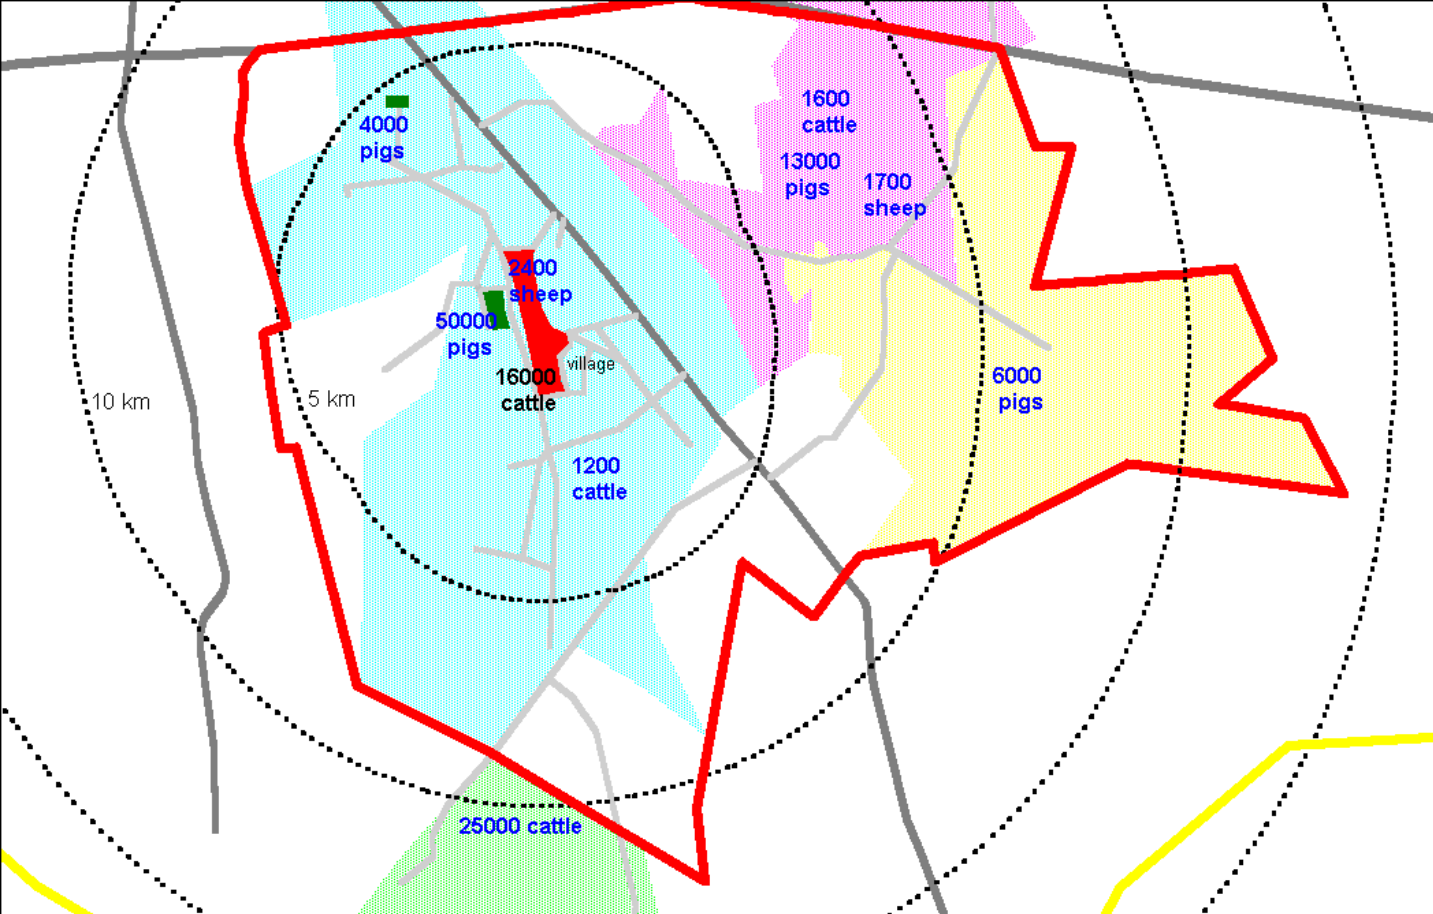 1600
cattle
4000
pigs
13000
pigs
1700
sheep
2400
sheep
50000
pigs
village
16000
cattle
6000
pigs
10 km
5 km
1200
cattle
25000 cattle